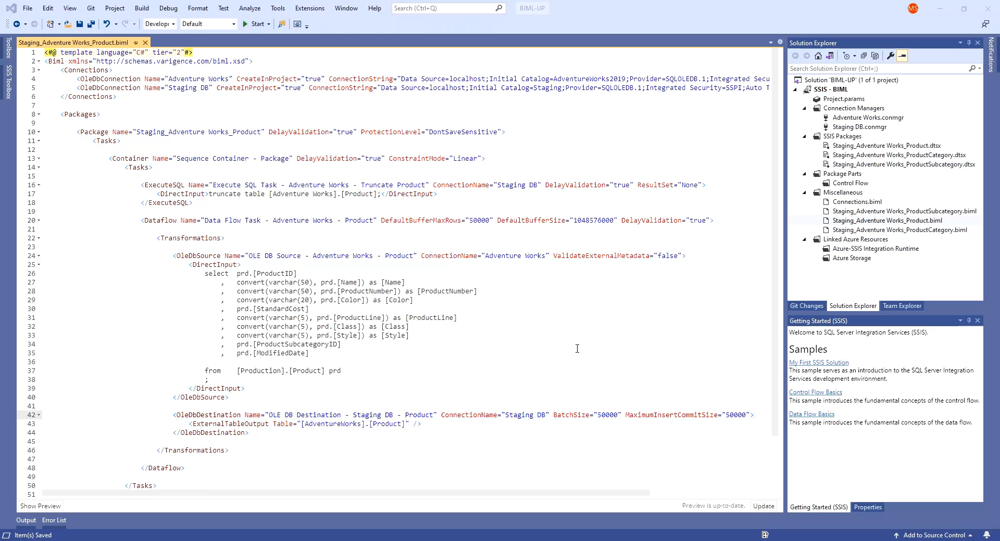 File Edit View Git Project Build Debug Format Test Analyze Tools Extensions Window Help Search (Ctrl+Q) BIML-UP MS
Developı Default Start
Toolbox
SSIS Toolbox
Staging_Adventure Works_Product.biml
1 <#@ template language="C#" tier="2"#>
2 <Biml xmlns="http://schemas.varigence.com/biml.xsd">
3 <Connections>
4 <OleDbConnection Name="Adventure Works" CreateInProject="true" ConnectionString="Data Source=localhost;Initial Catalog=AdventureWorks2019;Provider=SQLOLEDB.1;Integrated Secu
5 <OleDbConnection Name="Staging DB" CreateInProject="true" ConnectionString="Data Source=localhost;Initial Catalog=Staging;Provider=SQLOLEDB.1;Integrated Security=SSPI;Auto T
6 </Connections>
7
8 <Packages>
9
10 <Package Name="Staging_Adventure Works_Product" DelayValidation="true" ProtectionLevel="DontSaveSensitive">
11 <Tasks>
12
13 <Container Name="Sequence Container - Package" DelayValidation="true" ConstraintMode="Linear">
14 <Tasks>
15
16 <ExecuteSQL Name="Execute SQL Task - Adventure Works - Truncate Product" ConnectionName="Staging DB" DelayValidation="true" ResultSet="None">
17 <DirectInput>truncate table [Adventure Works].[Product];</DirectInput>
18 </ExecuteSQL>
19
20 <Dataflow Name="Data Flow Task - Adventure Works - Product" DefaultBufferMaxRows="50000" DefaultBufferSize="1048576000" DelayValidation="true">
21
22 <Transformations>
23
24 <OleDbSource Name="OLE DB Source - Adventure Works - Product" ConnectionName="Adventure Works" ValidateExternalMetadata="false">
25 <DirectInput>
26 select prd.[ProductID]
27 , convert(varchar(50), prd.[Name]) as [Name]
28 , convert(varchar(50), prd.[ProductNumber]) as [ProductNumber]
29 , convert(varchar(20), prd.[Color]) as [Color]
30 , prd.[StandardCost]
31 , convert(varchar(5), prd.[ProductLine]) as [ProductLine]
32 , convert(varchar(5), prd.[Class]) as [Class]
33 , convert(varchar(5), prd.[Style]) as [Style]
34 , prd.[ProductSubcategoryID]
35 , prd.[ModifiedDate]
36
37 from [Production].[Product] prd
38 ;
39 </DirectInput>
40 </OleDbSource>
41
42 <OleDbDestination Name="OLE DB Destination - Staging DB - Product" ConnectionName="Staging DB" BatchSize="50000" MaximumInsertCommitSize="50000">
43 <ExternalTableOutput Table="[AdventureWorks].[Product]" />
44 </OleDbDestination>
45
46 </Transformations>
47
48 </Dataflow>
49
50 </Tasks>
51
Show Preview Preview is up-to-date. Update
Output Error List
Item(s) Saved Add to Source Control
Solution Explorer
Search Solution Explorer (Ctrl+;)
Solution 'BIML-UP' (1 of 1 project)
SSIS - BIML
Project.params
Connection Managers
Adventure Works.conmgr
Staging DB.conmgr
SSIS Packages
Staging_Adventure Works_Product.dtsx
Staging_Adventure Works_ProductCategory.dtsx
Staging_Adventure Works_ProductSubcategory.dtsx
Package Parts
Control Flow
Miscellaneous
Connections.biml
Staging_Adventure Works_ProductSubcategory.biml
Staging_Adventure Works_Product.biml
Staging_Adventure Works_ProductCategory.biml
Linked Azure Resources
Azure-SSIS Integration Runtime
Azure Storage
Git Changes Solution Explorer Team Explorer
Getting Started (SSIS)
Welcome to SQL Server Integration Services (SSIS).
Samples
My First SSIS Solution
This sample serves as an introduction to the SQL Server Integration
Services development environment.
Control Flow Basics
This sample introduces the fundamental concepts of the control flow.
Data Flow Basics
This sample introduces the fundamental concepts of the data flow.
Getting Started (SSIS) Properties
Notifications